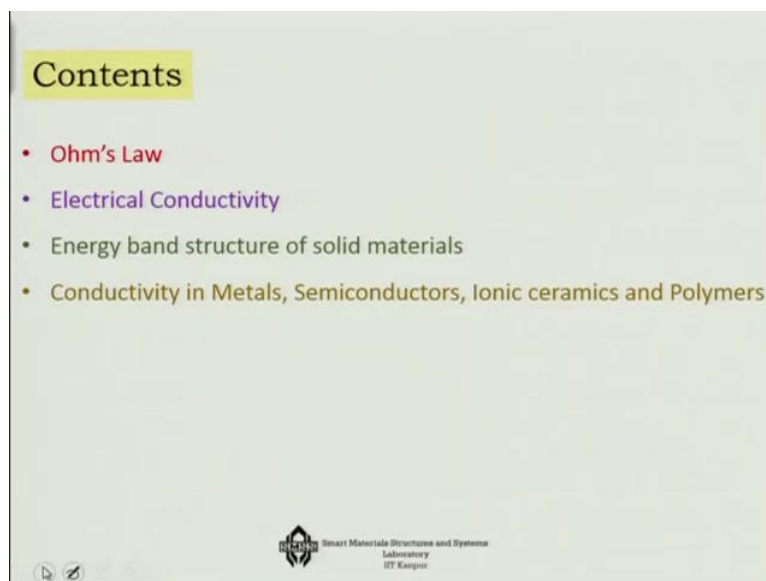 Contents
• Ohm's Law
• Electrical Conductivity
• Energy band structure of solid materials
• Conductivity in Metals, Semiconductors, Ionic ceramics and Polymers
Smart Materials Structures and Systems
Laboratory
IIT Kanpur